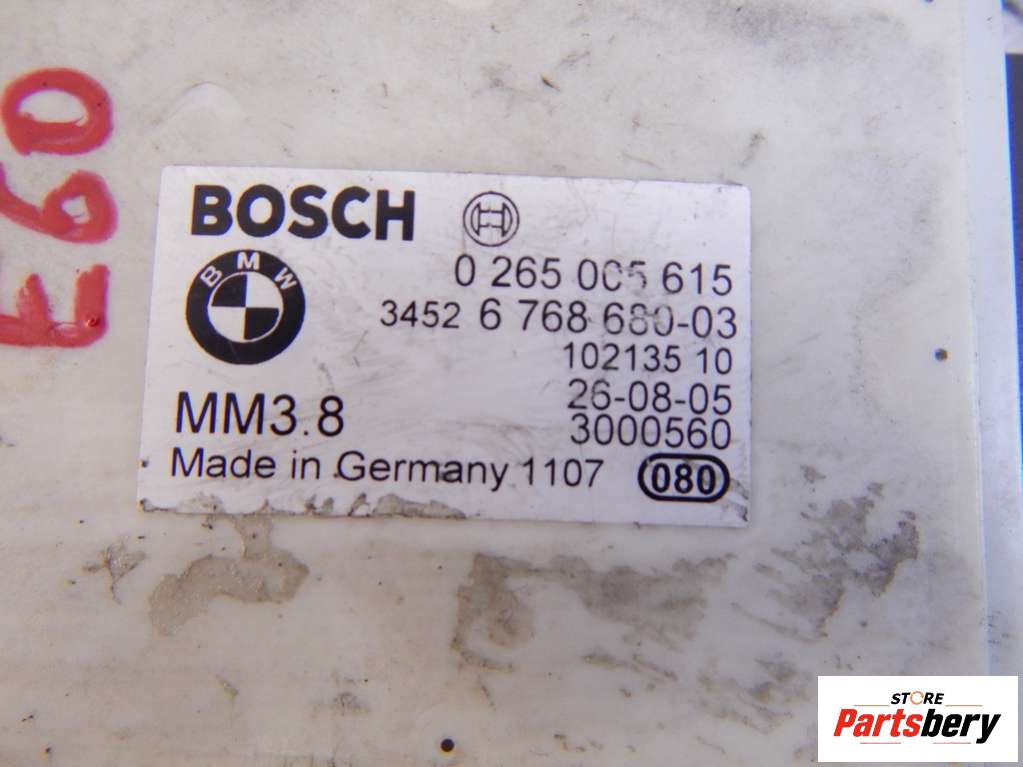 E60
BOSCH
BMW
0 265 005 615
3452 6 768 680-03
102135 10
26-08-05
MM3.8
3000560
Made in Germany 1107 080
STORE
Partsbery